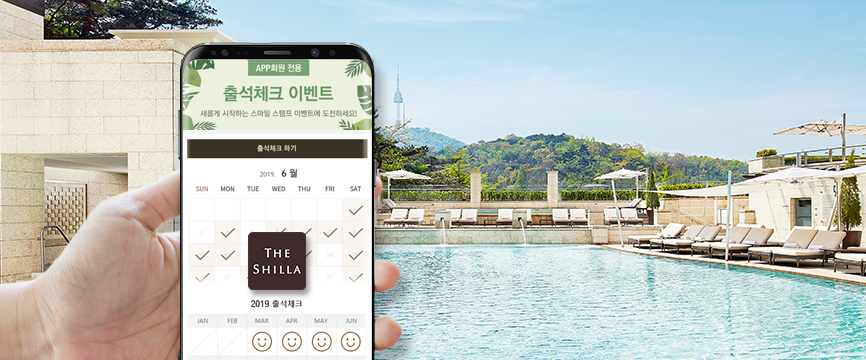 APP회원 전용
출석체크 이벤트
새롭게 시작하는 스마일 스탬프 이벤트에 도전하세요!
출석체크 하기
2019. 6 월
SUN MON TUE WED THU FRI SAT
THE
SHILLA
2019 출석체크
JAN FEB MAR APR MAY JUN